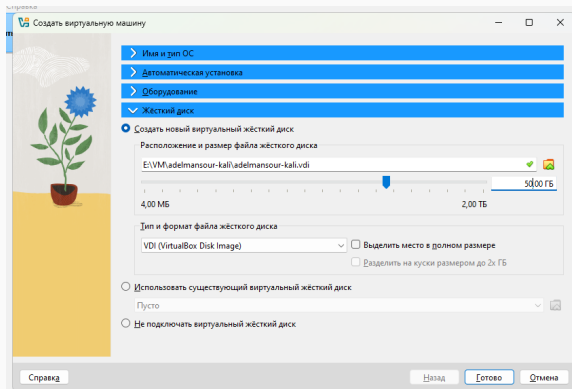 Справка
Создать виртуальную машину
Имя и тип ОС
Автоматическая установка
Оборудование
Жёсткий диск
Создать новый виртуальный жёсткий диск
Расположение и размер файла жёсткого диска
E:\VM\adelmansour-kali\adelmansour-kali.vdi
50,00 ГБ
4,00 МБ 2,00 ТБ
Тип и формат файла жёсткого диска
VDI (VirtualBox Disk Image) Выделить место в полном размере
Разделить на куски размером до 2х ГБ
Использовать существующий виртуальный жёсткий диск
Пусто
Не подключать виртуальный жёсткий диск
Справка Назад Готово Отмена